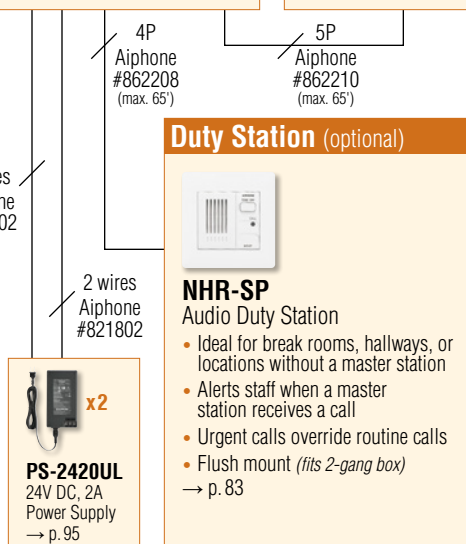 4P
Aiphone
#862208
(max. 65')
5P
Aiphone
#862210
(max. 65')
Duty Station (optional)
02
2 wires
Aiphone
#821802
NHR-SP
Audio Duty Station
• Ideal for break rooms, hallways, or
locations without a master station
• Alerts staff when a master
station receives a call
• Urgent calls override routine calls
• Flush mount (fits 2-gang box)
→ p. 83
x2
PS-2420UL
24V DC, 2A
Power Supply
→ p. 95